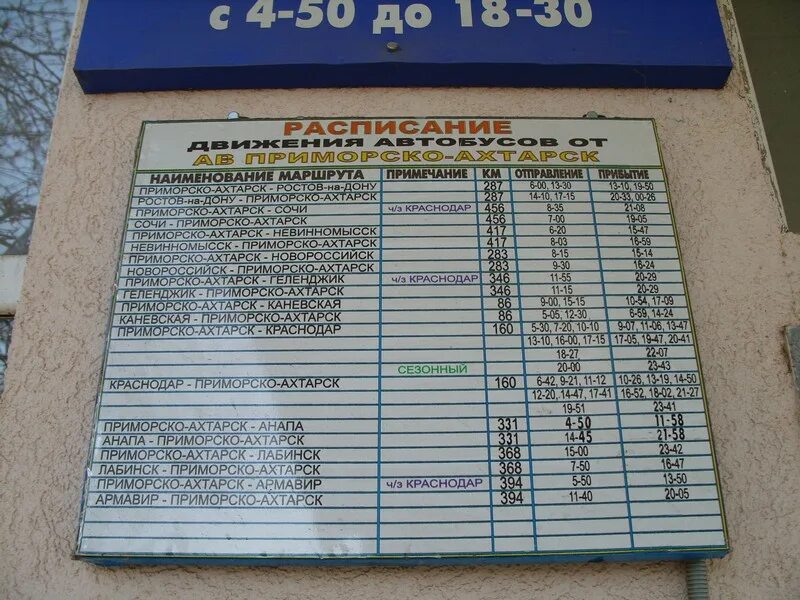 с 4-50 до 18-30
РАСПИСАНИЕ
ДВИЖЕНИЯ АВТОБУСОВ ОТ
АВ ПРИМОРСКО-АХТАРСК
НАИМЕНОВАНИЕ МАРШРУТА ПРИМЕЧАНИЕ КМ ОТПРАВЛЕНИЕ ПРИБЫТИЕ
ПРИМОРСКО-АХТАРСК - РОСТОВ-на-ДОНУ 287 6-00, 13-30 13-10, 19-50
РОСТОВ-на-ДОНУ - ПРИМОРСКО-АХТАРСК 287 14-10, 17-15 20-33, 00-26
ПРИМОРСКО-АХТАРСК - СОЧИ ч/з КРАСНОДАР 456 8-35 21-08
СОЧИ - ПРИМОРСКО-АХТАРСК 456 7-00 19-05
ПРИМОРСКО-АХТАРСК - НЕВИННОМЫССК 417 6-20 15-47
НЕВИННОМЫССК - ПРИМОРСКО-АХТАРСК 417 8-03 16-59
ПРИМОРСКО-АХТАРСК - НОВОРОССИЙСК 283 8-15 15-14
НОВОРОССИЙСК - ПРИМОРСКО-АХТАРСК 283 9-30 16-24
ПРИМОРСКО-АХТАРСК - ГЕЛЕНДЖИК ч/з КРАСНОДАР 346 11-55 20-29
ГЕЛЕНДЖИК - ПРИМОРСКО-АХТАРСК 346 11-15 20-29
ПРИМОРСКО-АХТАРСК - КАНЕВСКАЯ 86 9-00, 15-15 10-54, 17-09
КАНЕВСКАЯ - ПРИМОРСКО-АХТАРСК 86 5-05, 12-30 6-59, 14-24
ПРИМОРСКО-АХТАРСК - КРАСНОДАР 160 5-30, 7-20, 10-10 9-07, 11-06, 13-47
13-10, 16-00, 17-15 17-05, 19-47, 20-41
18-27 22-07
СЕЗОННЫЙ 20-00 23-43
КРАСНОДАР - ПРИМОРСКО-АХТАРСК 160 6-42, 9-21, 11-12 10-26, 13-19, 14-50
12-20, 14-47, 17-41 16-52, 18-02, 21-27
19-51 23-41
ПРИМОРСКО-АХТАРСК - АНАПА 331 4-50 11-58
АНАПА - ПРИМОРСКО-АХТАРСК 331 14-45 21-58
ПРИМОРСКО-АХТАРСК - ЛАБИНСК 368 15-00 23-42
ЛАБИНСК - ПРИМОРСКО-АХТАРСК 368 7-50 16-47
ПРИМОРСКО-АХТАРСК - АРМАВИР ч/з КРАСНОДАР 394 5-50 13-50
АРМАВИР - ПРИМОРСКО-АХТАРСК 394 11-40 20-05